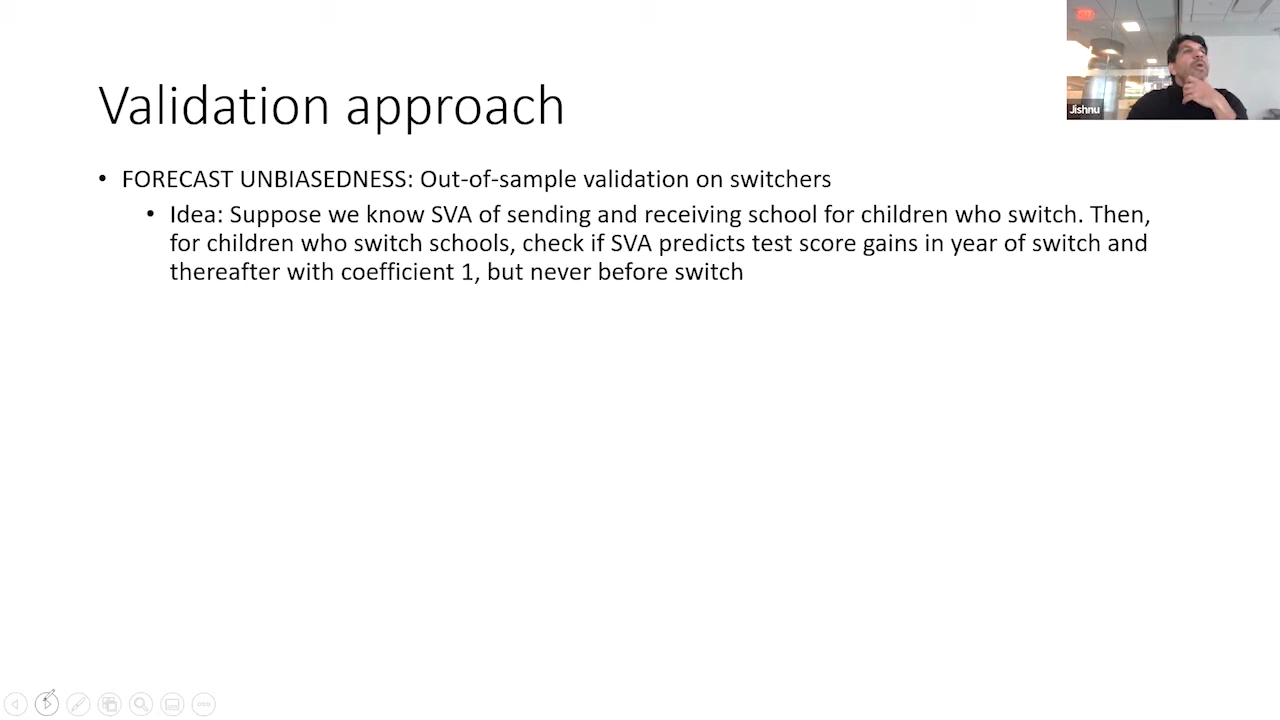 Jishnu
Validation approach
• FORECAST UNBIASEDNESS: Out-of-sample validation on switchers
• Idea: Suppose we know SVA of sending and receiving school for children who switch. Then,
for children who switch schools, check if SVA predicts test score gains in year of switch and
thereafter with coefficient 1, but never before switch